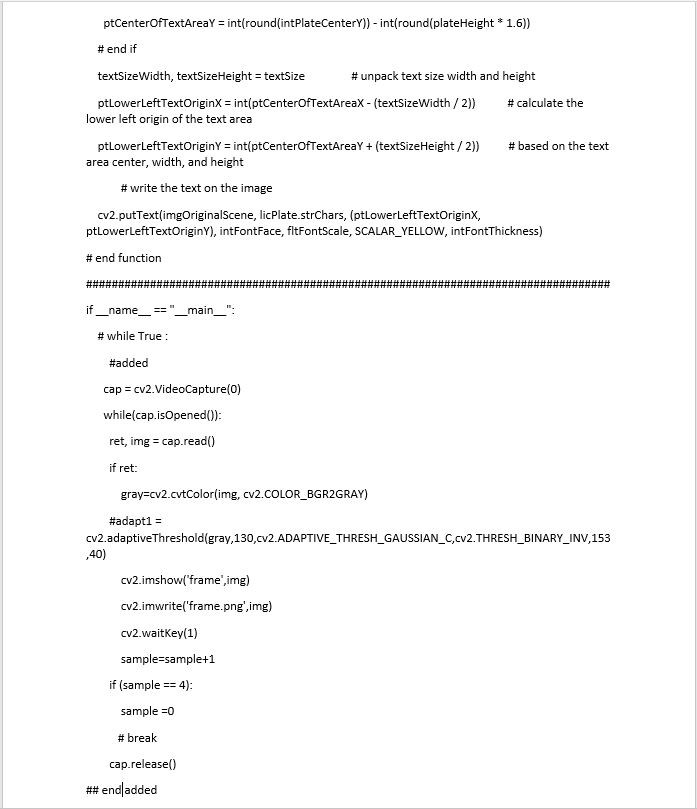 ptCenterOfTextAreaY = int(round(intPlateCenterY)) - int(round(plateHeight * 1.6))
# end if
textSizeWidth, textSizeHeight = textSize # unpack text size width and height
ptLowerLeftTextOriginX = int(ptCenterOfTextAreaX - (textSizeWidth / 2)) # calculate the
lower left origin of the text area
ptLowerLeftTextOriginY = int(ptCenterOfTextAreaY + (textSizeHeight / 2)) # based on the text
area center, width, and height
# write the text on the image
cv2.putText(imgOriginalScene, licPlate.strChars, (ptLowerLeftTextOriginX,
ptLowerLeftTextOriginY), intFontFace, fltFontScale, SCALAR_YELLOW, intFontThickness)
# end function
###################################################################################
if __name__ == "__main__":
# while True :
#added
cap = cv2.VideoCapture(0)
while(cap.isOpened()):
ret, img = cap.read()
if ret:
gray=cv2.cvtColor(img, cv2.COLOR_BGR2GRAY)
#adapt1 =
cv2.adaptiveThreshold(gray,130,cv2.ADAPTIVE_THRESH_GAUSSIAN_C,cv2.THRESH_BINARY_INV,153
,40)
cv2.imshow('frame',img)
cv2.imwrite('frame.png',img)
cv2.waitKey(1)
sample=sample+1
if (sample == 4):
sample =0
# break
cap.release()
## end added